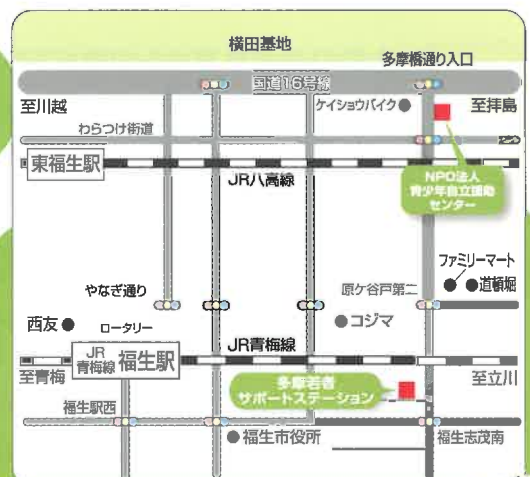 横田基地
多摩橋通り入口
国道16号線
至川越
ケイショウバイク
至拝島
わらつけ街道
東福生駅
JR八高線
NPO法人
青少年自立援助
センター
ファミリーマート
道頓堀
やなぎ通り
原ケ谷戸第二
西友
ロータリー
コジマ
JR
青梅線
福生駅
JR青梅線
至青梅
至立川
多摩若者
サポートステーション
福生駅西
福生市役所
福生志茂南